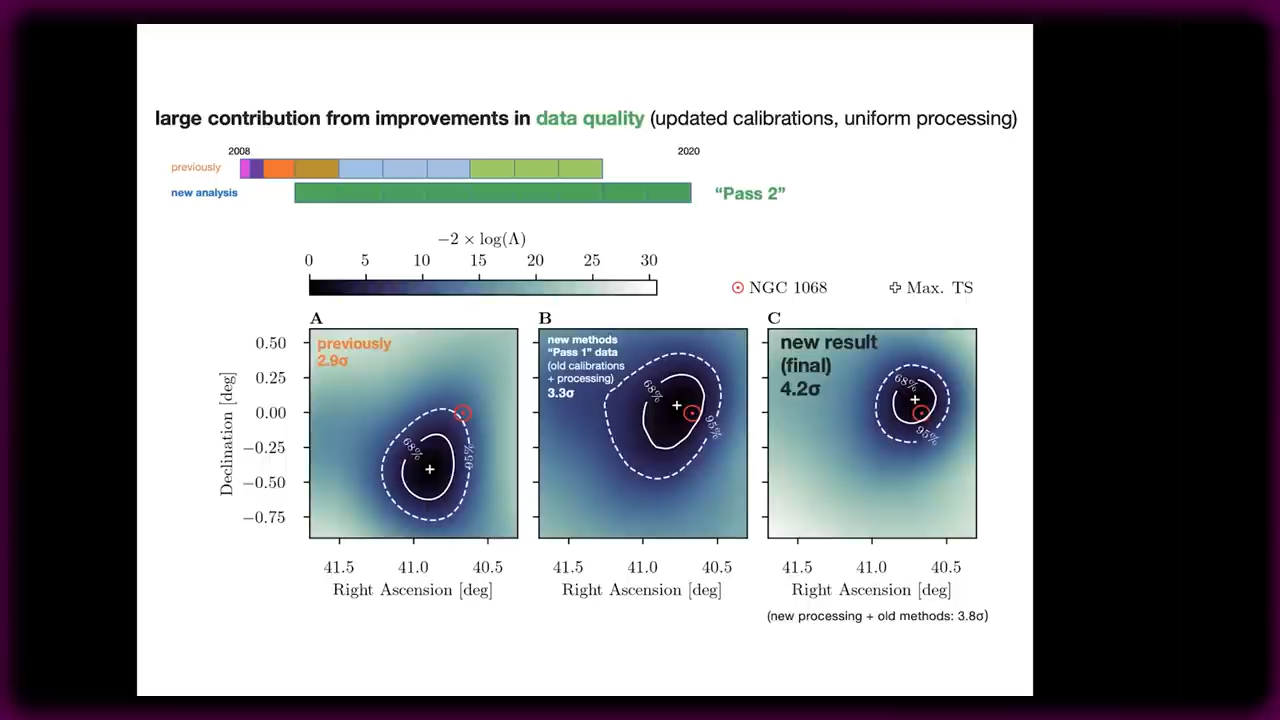 large contribution from improvements in data quality (updated calibrations, uniform processing)
2008
2020
previously
new analysis
“Pass 2”
−2 × log(Λ)
0 5 10 15 20 25 30
NGC 1068
Max. TS
A
B
C
previously
2.9σ
new methods
“Pass 1” data
(old calibrations
+ processing)
3.3σ
new result
(final)
4.2σ
68%
95%
68%
95%
68%
95%
Declination [deg]
0.50
0.25
0.00
−0.25
−0.50
−0.75
41.5 41.0 40.5
41.5 41.0 40.5
41.5 41.0 40.5
Right Ascension [deg]
Right Ascension [deg]
Right Ascension [deg]
(new processing + old methods: 3.8σ)